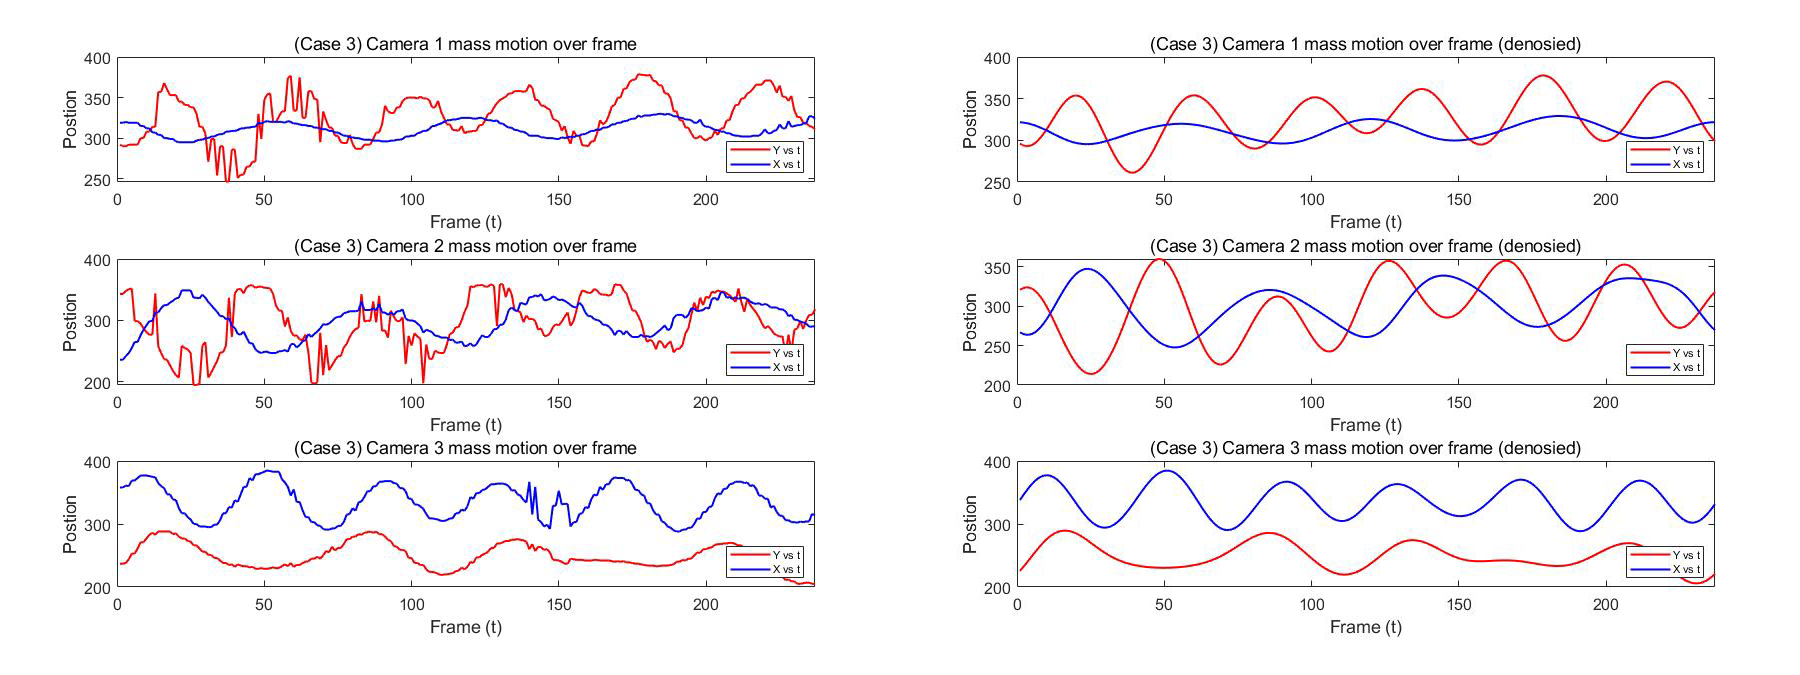 (Case 3) Camera 1 mass motion over frame
400
350
300
250
Postion
0 50 100 150 200
Frame (t)
Y vs t
X vs t
(Case 3) Camera 1 mass motion over frame (denosied)
400
350
300
250
Postion
0 50 100 150 200
Frame (t)
Y vs t
X vs t
(Case 3) Camera 2 mass motion over frame
400
300
200
Postion
0 50 100 150 200
Frame (t)
Y vs t
X vs t
(Case 3) Camera 2 mass motion over frame (denosied)
350
300
250
200
Postion
0 50 100 150 200
Frame (t)
Y vs t
X vs t
(Case 3) Camera 3 mass motion over frame
400
300
200
Postion
0 50 100 150 200
Frame (t)
Y vs t
X vs t
(Case 3) Camera 3 mass motion over frame (denosied)
400
300
200
Postion
0 50 100 150 200
Frame (t)
Y vs t
X vs t